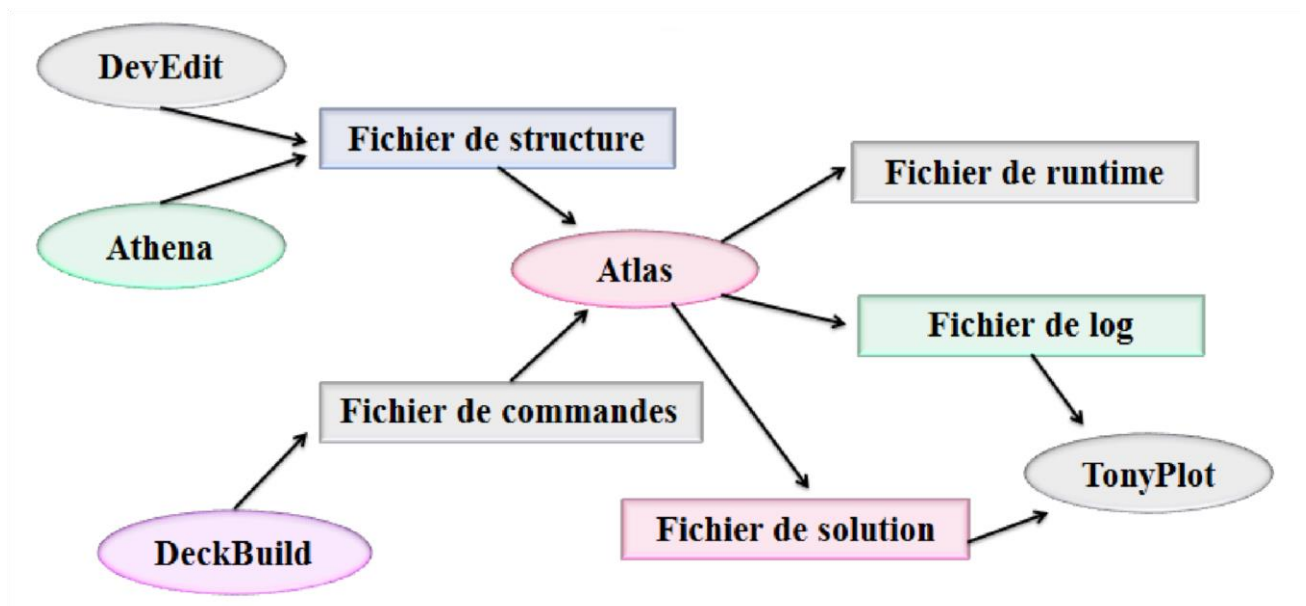 DevEdit
Fichier de structure
Fichier de runtime
Athena
Atlas
Fichier de log
Fichier de commandes
TonyPlot
Fichier de solution
DeckBuild